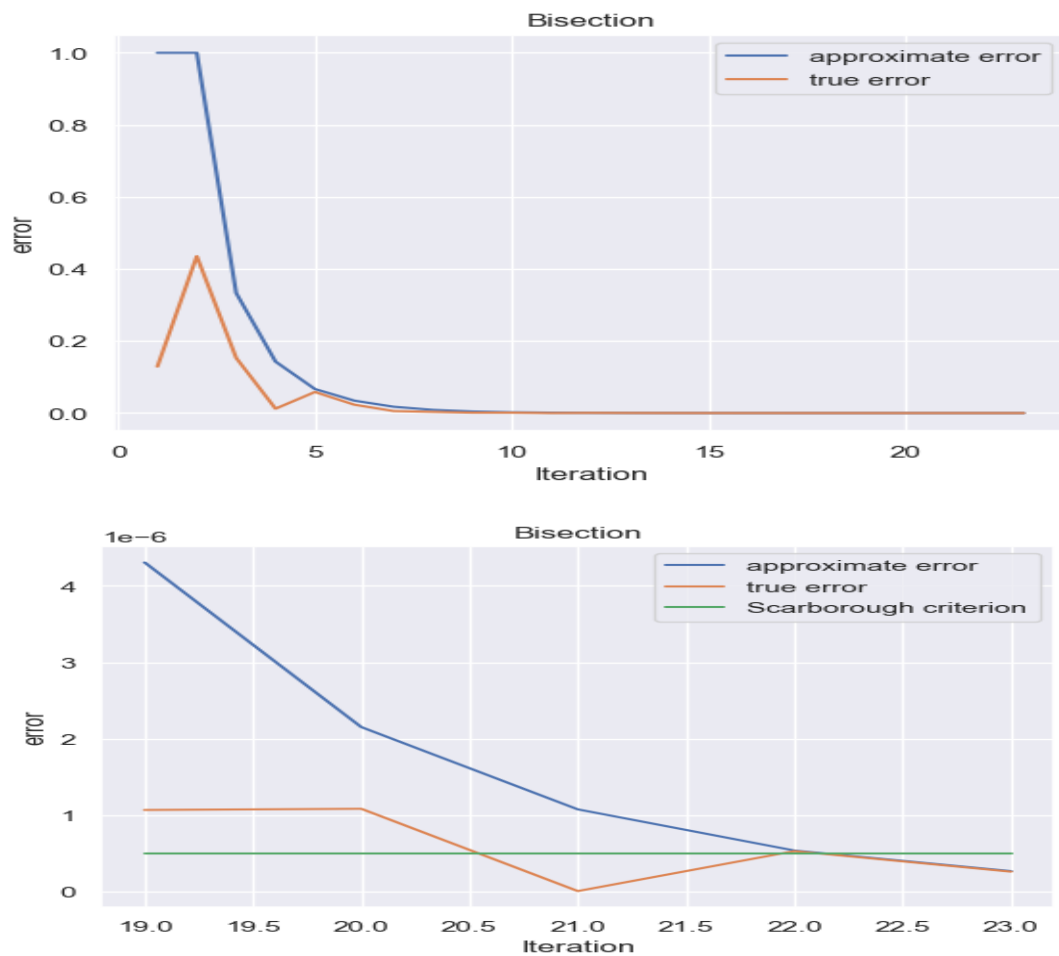 Bisection
approximate error
true error
1.0
0.8
0.6
0.4
0.2
0.0
error
0 5 10 15 20
Iteration
Bisection
1e−6
approximate error
true error
Scarborough criterion
4
3
2
1
0
error
19.0 19.5 20.0 20.5 21.0 21.5 22.0 22.5 23.0
Iteration